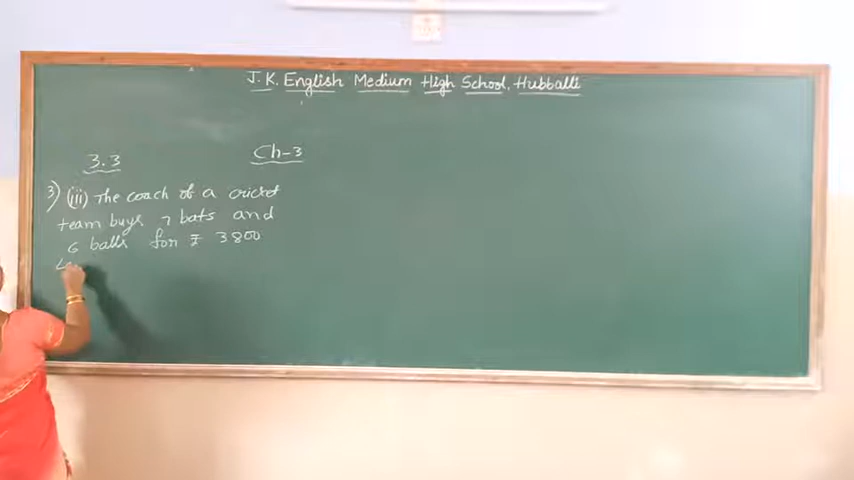 J.K. English Medium High School, Hubballi
3.3
Ch-3
3) (iii) The coach of a cricket
team buys 7 bats and
6 balls for ₹ 3800